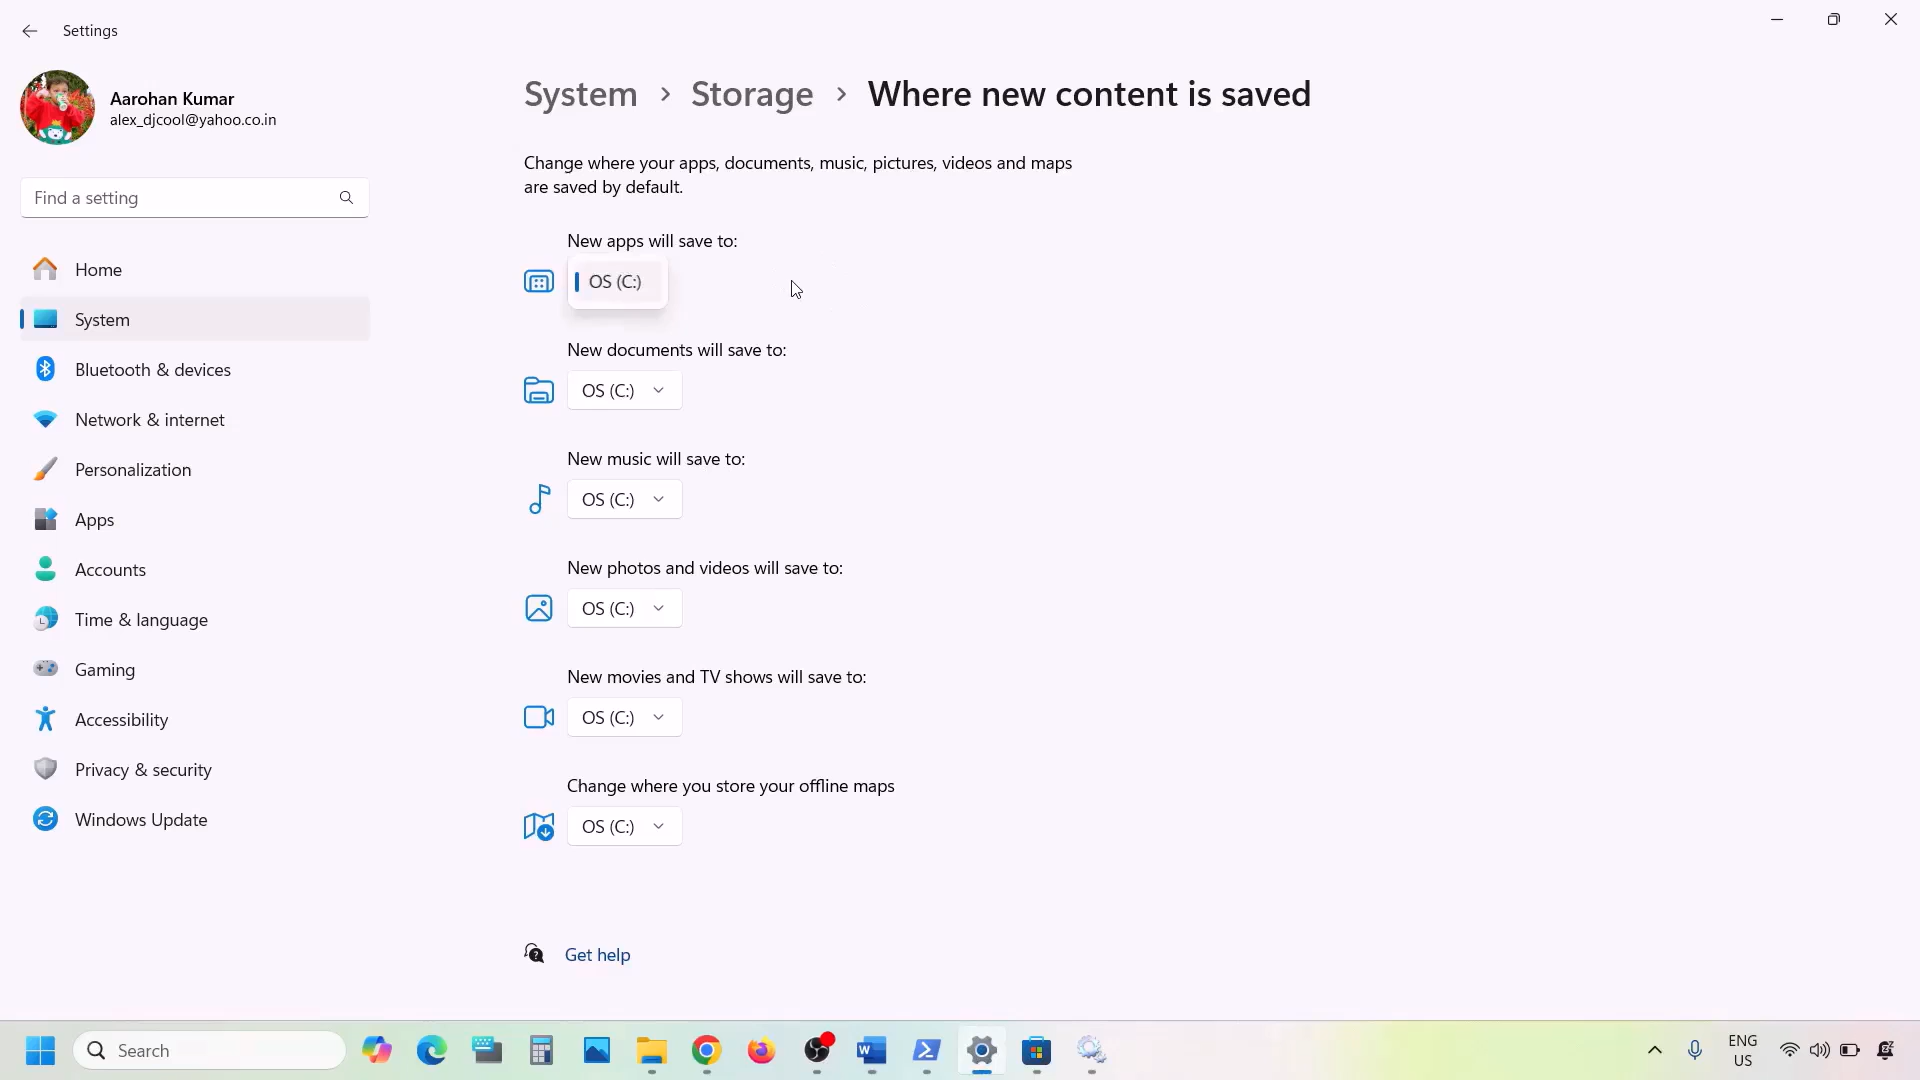 Settings
Aarohan Kumar
alex_djcool@yahoo.co.in
Find a setting
Home
System
Bluetooth & devices
Network & internet
Personalization
Apps
Accounts
Time & language
Gaming
Accessibility
Privacy & security
Windows Update
System > Storage > Where new content is saved
Change where your apps, documents, music, pictures, videos and maps
are saved by default.
New apps will save to:
OS (C:)
New documents will save to:
OS (C:)
New music will save to:
OS (C:)
New photos and videos will save to:
OS (C:)
New movies and TV shows will save to:
OS (C:)
Change where you store your offline maps
OS (C:)
Get help
Search
ENG
US